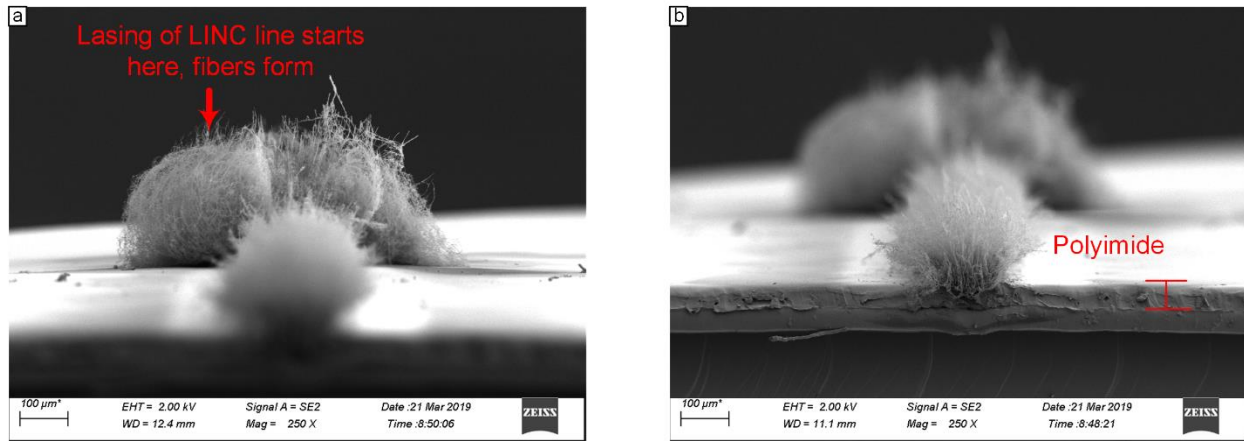 a
Lasing of LINC line starts
here, fibers form
100 µm*
EHT = 2.00 kV
WD = 12.4 mm
Signal A = SE2
Mag = 250 X
Date :21 Mar 2019
Time :8:50:06
ZEISS
b
Polyimide
100 µm*
EHT = 2.00 kV
WD = 11.1 mm
Signal A = SE2
Mag = 250 X
Date :21 Mar 2019
Time :8:48:21
ZEISS